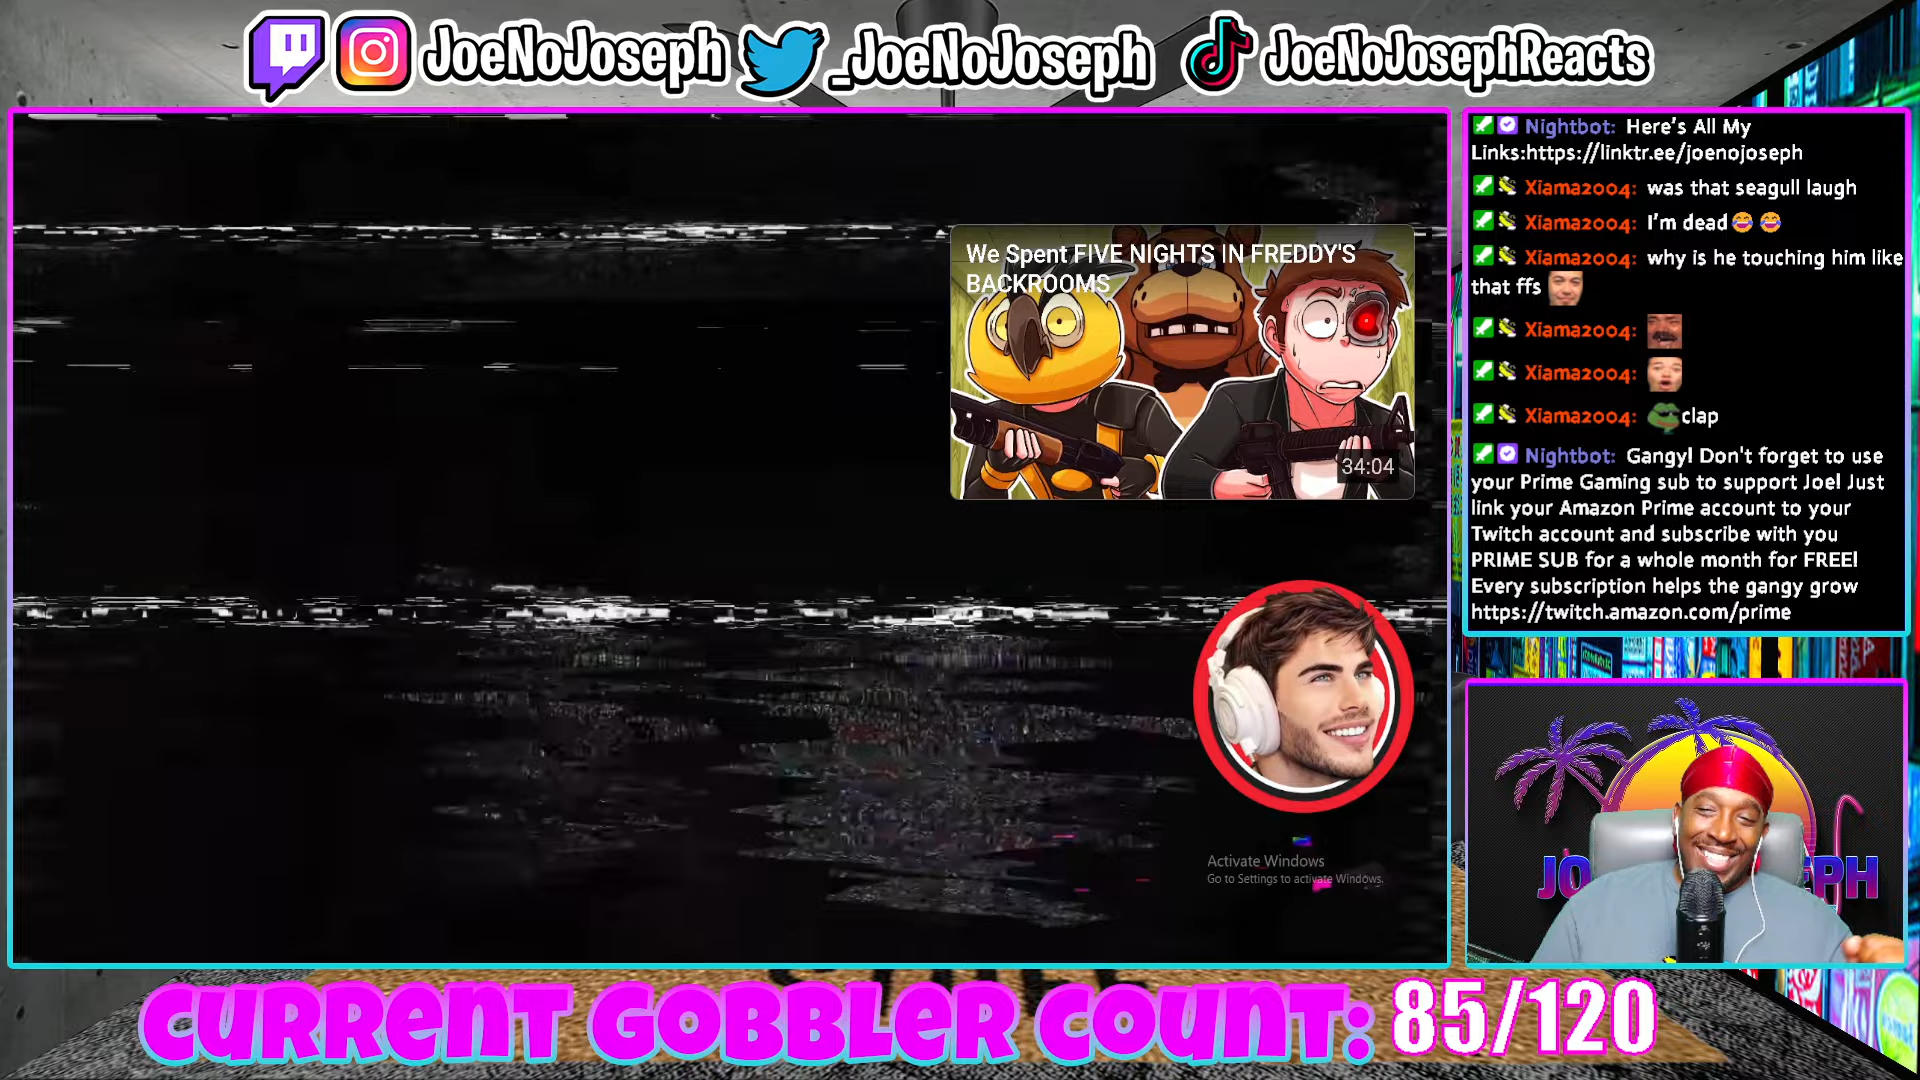 JoeNoJoseph _JoeNoJoseph JoeNoJosephReacts
We Spent FIVE NIGHTS IN FREDDY'S
BACKROOMS
34:04
Activate Windows
Go to Settings to activate Windows.
Nightbot: Here's All My
Links:https://linktr.ee/joenojoseph
Xiama2004: was that seagull laugh
Xiama2004: I'm dead😂 😂
Xiama2004: why is he touching him like
that ffs
Xiama2004:
Xiama2004:
Xiama2004: clap
Nightbot: Gangy! Don't forget to use
your Prime Gaming sub to support Joe! Just
link your Amazon Prime account to your
Twitch account and subscribe with you
PRIME SUB for a whole month for FREE!
Every subscription helps the gangy grow
https://twitch.amazon.com/prime
CURRENT GOBBLER COUNT: 85/120